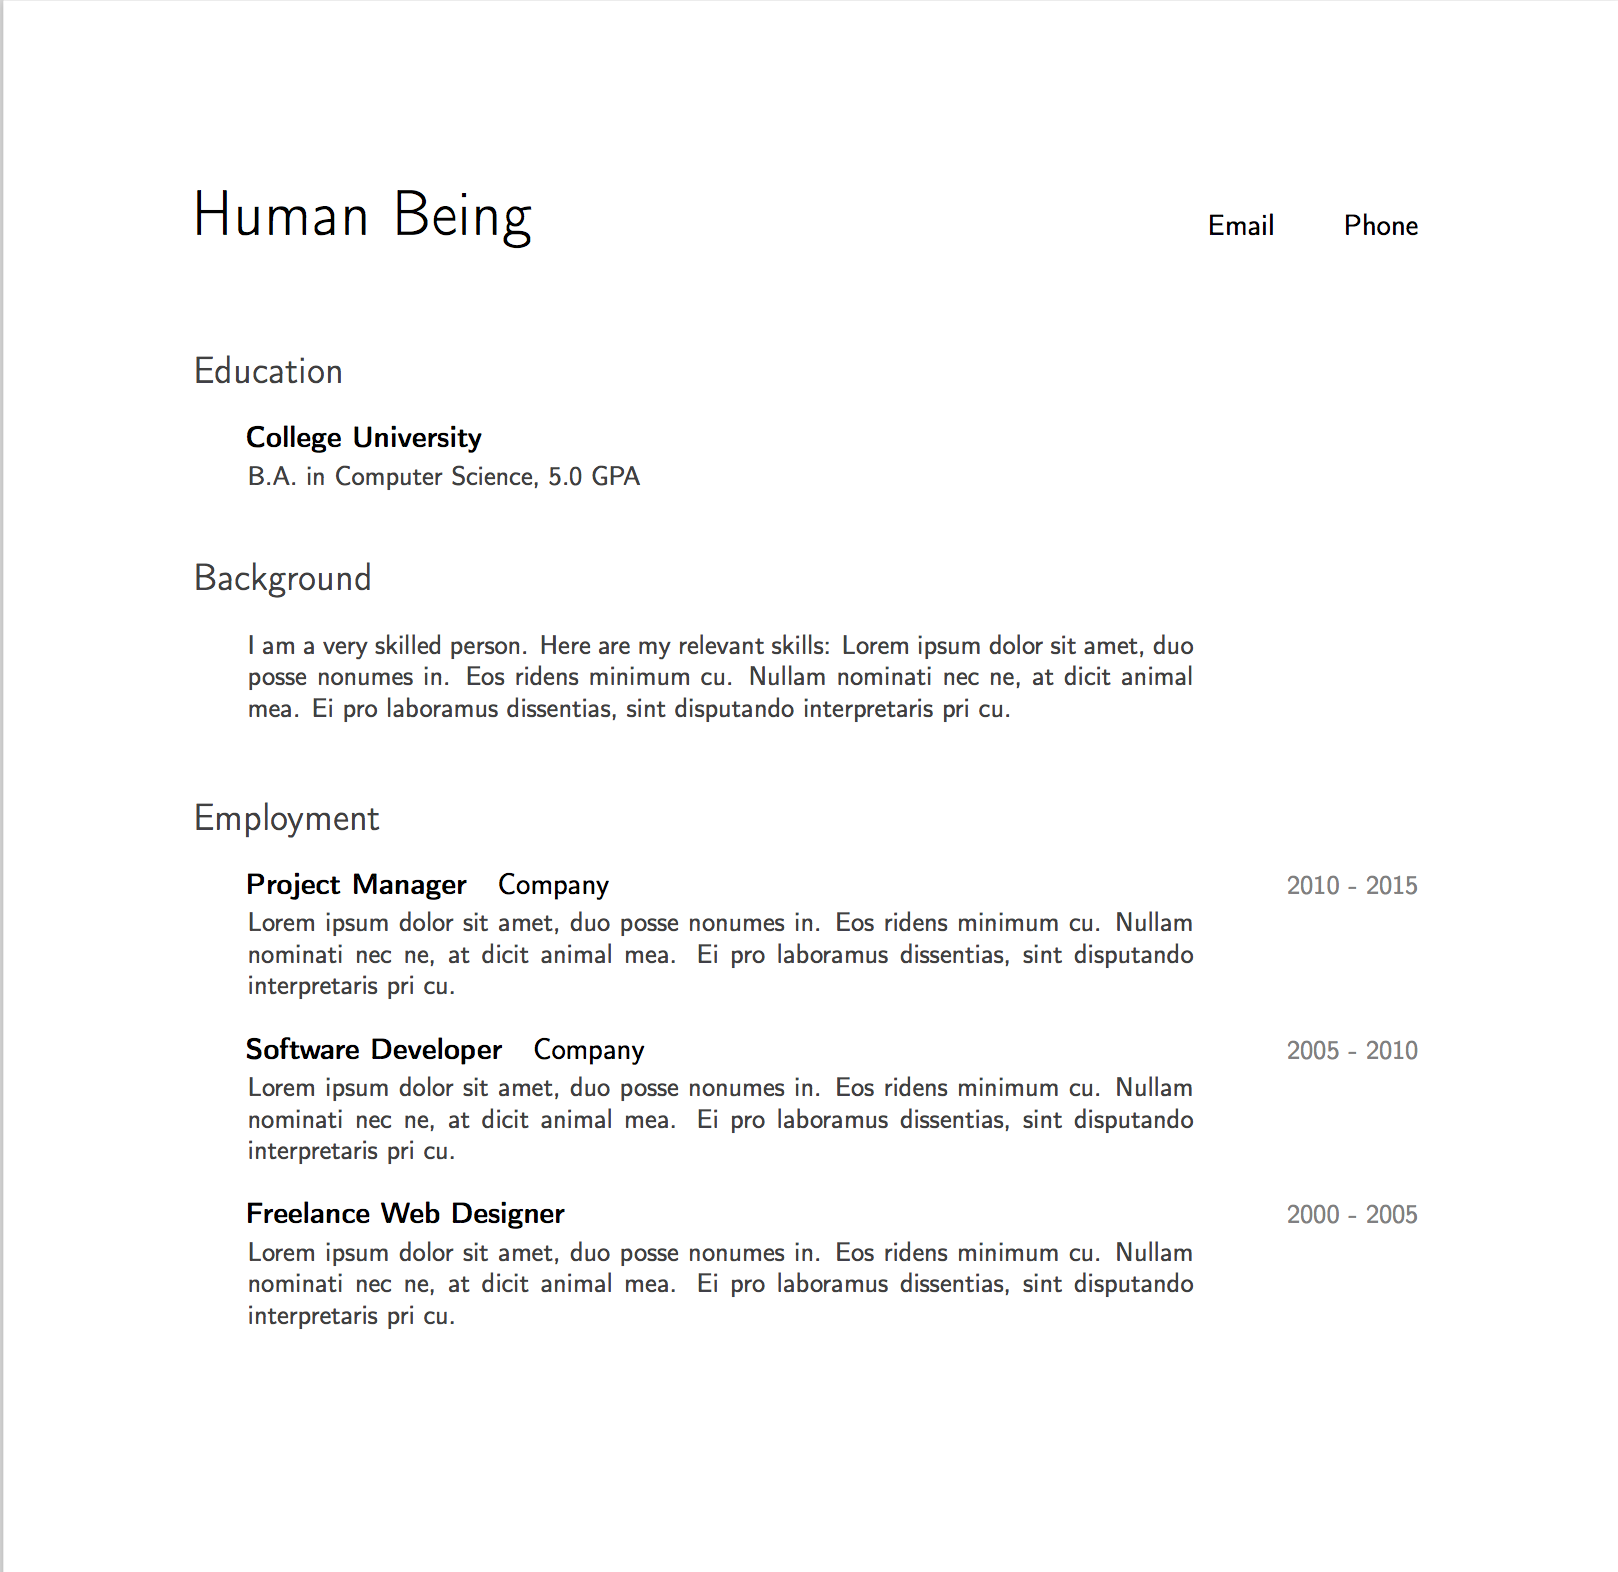 Human Being Email Phone
Education
College University
B.A. in Computer Science, 5.0 GPA
Background
I am a very skilled person. Here are my relevant skills: Lorem ipsum dolor sit amet, duo
posse nonumes in. Eos ridens minimum cu. Nullam nominati nec ne, at dicit animal
mea. Ei pro laboramus dissentias, sint disputando interpretaris pri cu.
Employment
Project Manager Company 2010 - 2015
Lorem ipsum dolor sit amet, duo posse nonumes in. Eos ridens minimum cu. Nullam
nominati nec ne, at dicit animal mea. Ei pro laboramus dissentias, sint disputando
interpretaris pri cu.
Software Developer Company 2005 - 2010
Lorem ipsum dolor sit amet, duo posse nonumes in. Eos ridens minimum cu. Nullam
nominati nec ne, at dicit animal mea. Ei pro laboramus dissentias, sint disputando
interpretaris pri cu.
Freelance Web Designer 2000 - 2005
Lorem ipsum dolor sit amet, duo posse nonumes in. Eos ridens minimum cu. Nullam
nominati nec ne, at dicit animal mea. Ei pro laboramus dissentias, sint disputando
interpretaris pri cu.